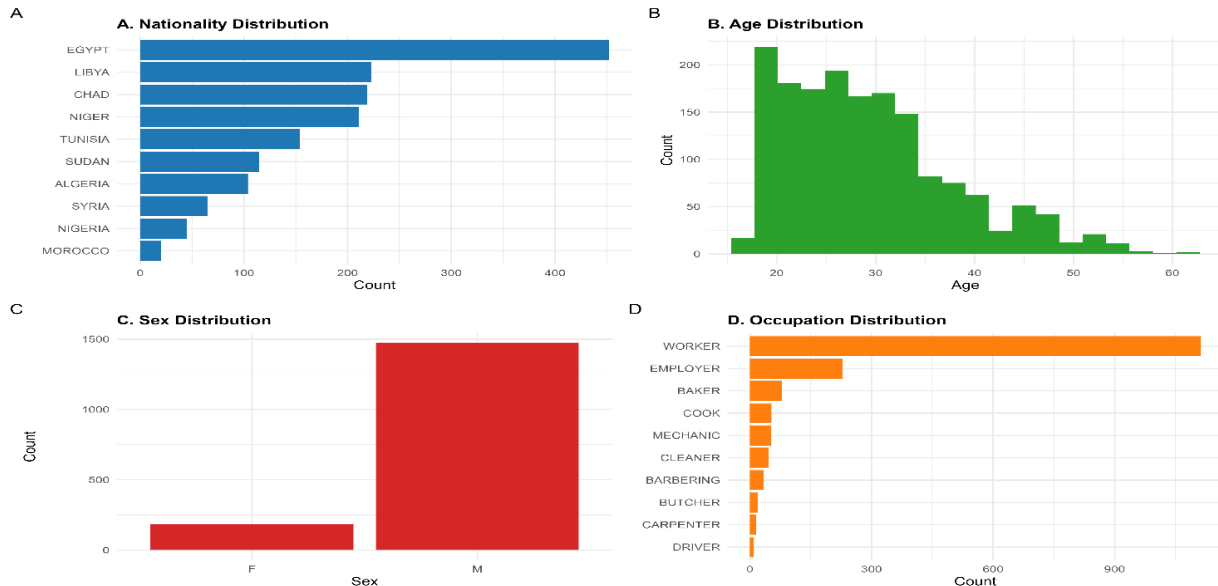 A
A. Nationality Distribution
EGYPT
LIBYA
CHAD
NIGER
TUNISIA
SUDAN
ALGERIA
SYRIA
NIGERIA
MOROCCO
0 100 200 300 400
Count
B
B. Age Distribution
Count
200
150
100
50
0
20 30 40 50 60
Age
C
C. Sex Distribution
Count
1500
1000
500
0
F M
Sex
D
D. Occupation Distribution
WORKER
EMPLOYER
BAKER
COOK
MECHANIC
CLEANER
BARBERING
BUTCHER
CARPENTER
DRIVER
0 300 600 900
Count